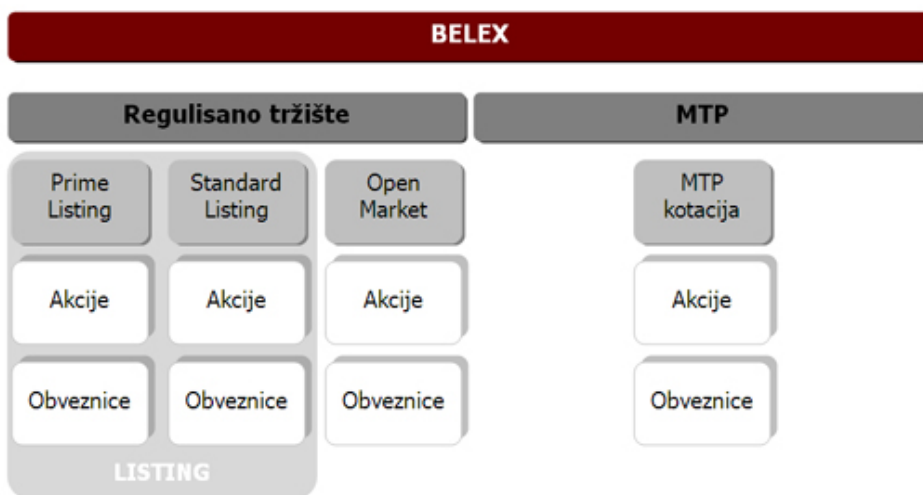 BELEX
Regulisano tržište
MTP
Prime
Listing
Standard
Listing
Open
Market
MTP
kotacija
Akcije
Akcije
Akcije
Akcije
Obveznice
Obveznice
Obveznice
Obveznice
LISTING